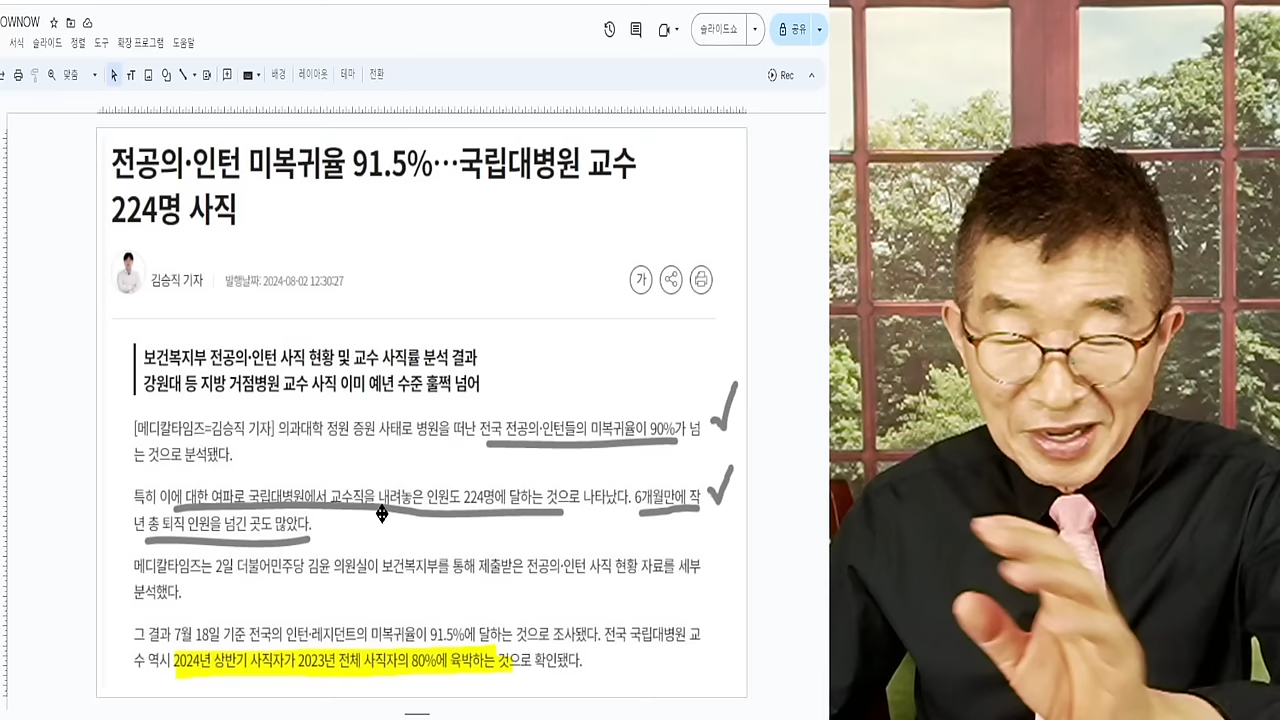 OWNOW
서식 슬라이드 정렬 도구 확장 프로그램 도움말
슬라이드쇼
공유
맞춤
배경 레이아웃 테마 전환
Rec
전공의·인턴 미복귀율 91.5%…국립대병원 교수
224명 사직
김승직 기자 발행날짜: 2024-08-02 12:30:27
가
보건복지부 전공의·인턴 사직 현황 및 교수 사직률 분석 결과
강원대 등 지방 거점병원 교수 사직 이미 예년 수준 훌쩍 넘어
[메디칼타임즈=김승직 기자] 의과대학 정원 증원 사태로 병원을 떠난 전국 전공의·인턴들의 미복귀율이 90%가 넘
는 것으로 분석됐다.
특히 이에 대한 여파로 국립대병원에서 교수직을 내려놓은 인원도 224명에 달하는 것으로 나타났다. 6개월만에 작
년 총 퇴직 인원을 넘긴 곳도 많았다.
메디칼타임즈는 2일 더불어민주당 김윤 의원실이 보건복지부를 통해 제출받은 전공의·인턴 사직 현황 자료를 세부
분석했다.
그 결과 7월 18일 기준 전국의 인턴·레지던트의 미복귀율이 91.5%에 달하는 것으로 조사됐다. 전국 국립대병원 교
수 역시 2024년 상반기 사직자가 2023년 전체 사직자의 80%에 육박하는 것으로 확인됐다.